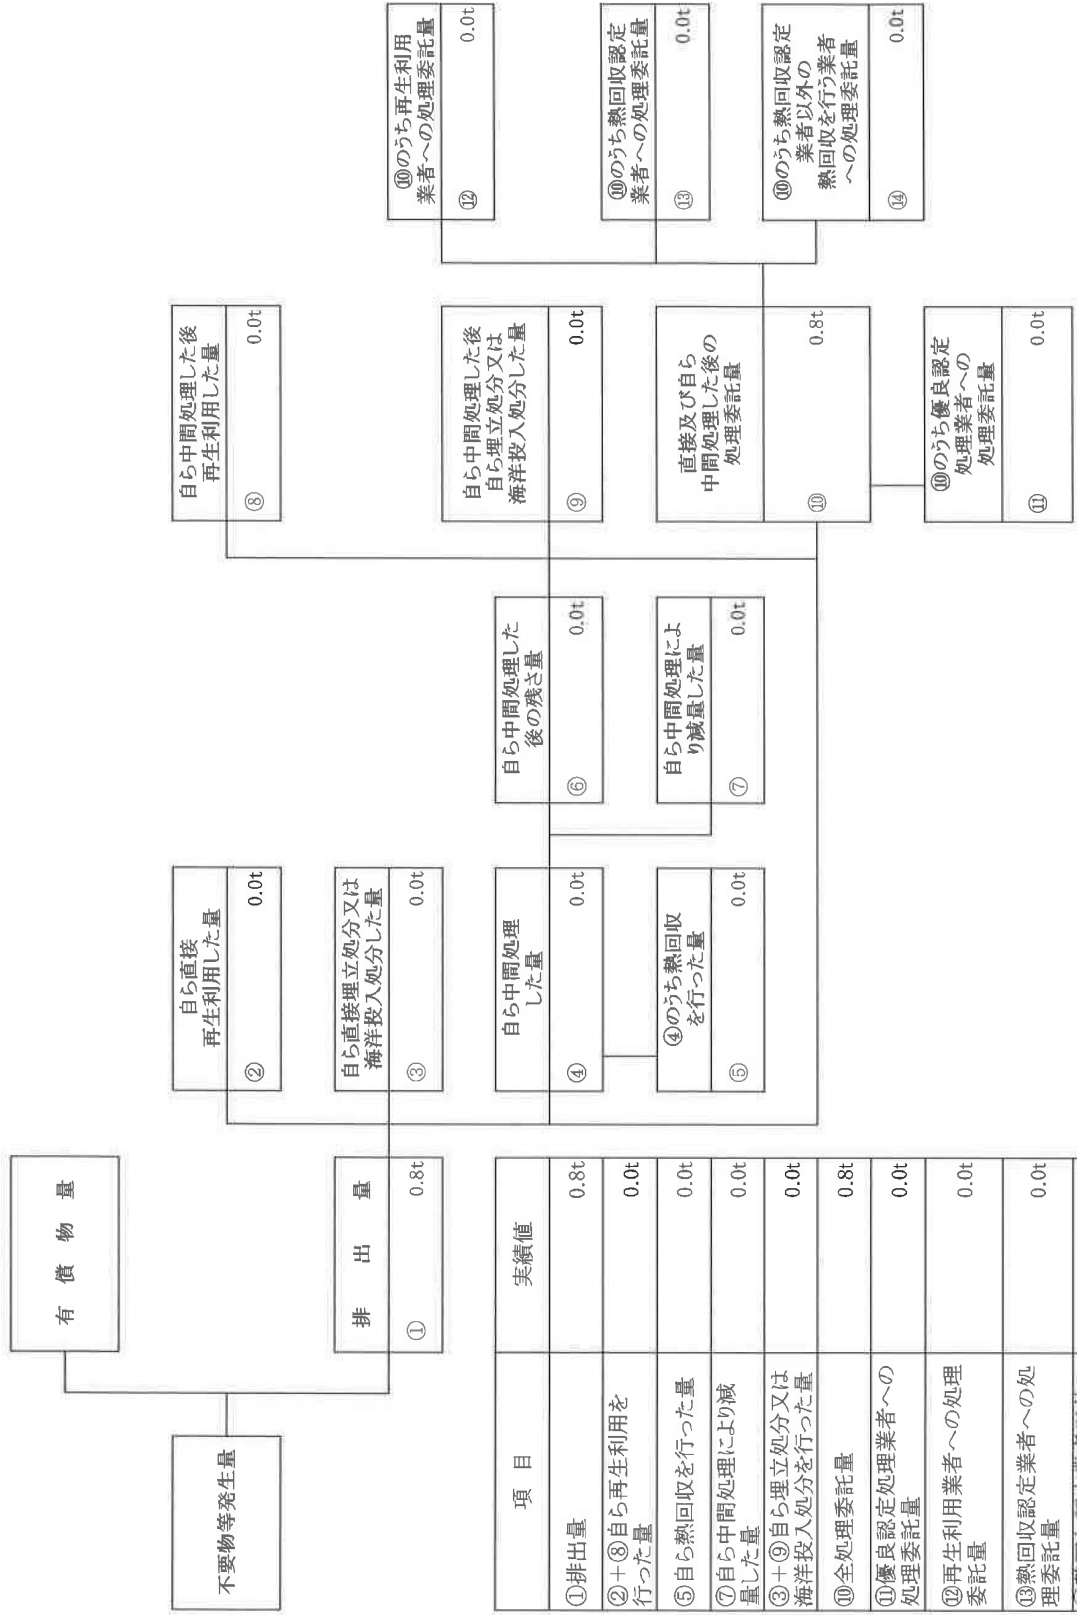 不要物等発生量
有償物量
排出量
① 0.8t
自ら直接
再生利用した量
② 0.0t
自ら直接埋立処分又は
海洋投入処分した量
③ 0.0t
自ら中間処理
した量
④ 0.0t
④のうち熱回収
を行った量
⑤ 0.0t
自ら中間処理した
後の残さ量
⑥ 0.0t
自ら中間処理によ
り減量した量
⑦ 0.0t
自ら中間処理した後
再生利用した量
⑧ 0.0t
自ら中間処理した後
自ら埋立処分又は
海洋投入処分した量
⑨ 0.0t
直接及び自ら
中間処理した後の
処理委託量
⑩ 0.8t
⑩のうち優良認定
処理業者への
処理委託量
⑪ 0.0t
⑩のうち再生利用
業者への処理委託量
⑫ 0.0t
⑩のうち熱回収認定
業者への処理委託量
⑬ 0.0t
⑩のうち熱回収認定
業者以外の
熱回収を行う業者
への処理委託量
⑭ 0.0t
項目 実績値
①排出量 0.8t
②+⑧自ら再生利用を
行った量 0.0t
⑤自ら熱回収を行った量 0.0t
⑦自ら中間処理により減
量した量 0.0t
③+⑨自ら埋立処分又は
海洋投入処分を行った量 0.0t
⑩全処理委託量 0.8t
⑪優良認定処理業者への
処理委託量 0.0t
⑫再生利用業者への処理
委託量 0.0t
⑬熱回収認定業者への処
理委託量 0.0t